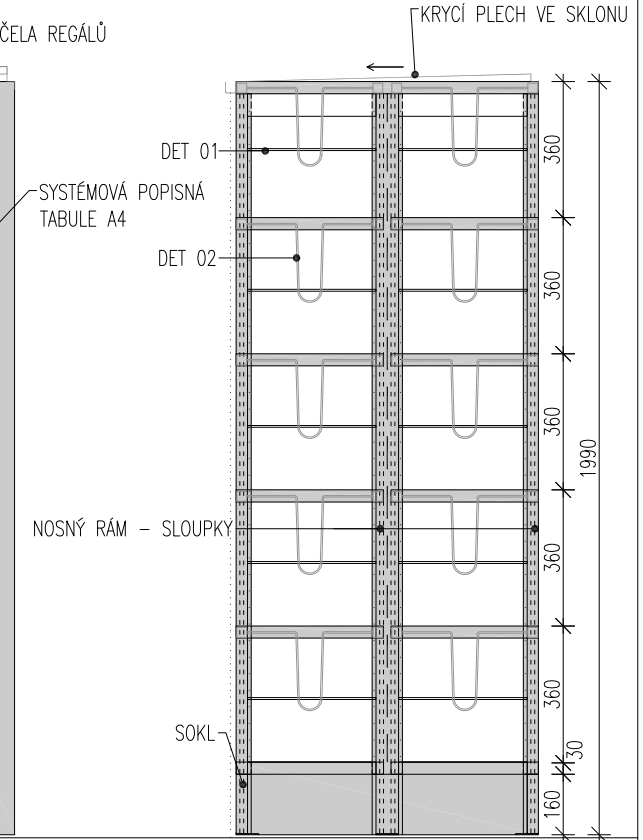 KRYCÍ PLECH VE SKLONU
ČELA REGÁLŮ
DET 01
360
SYSTÉMOVÁ POPISNÁ
TABULE A4
DET 02
360
360
1990
NOSNÝ RÁM – SLOUPKY
360
360
SOKL
30
160